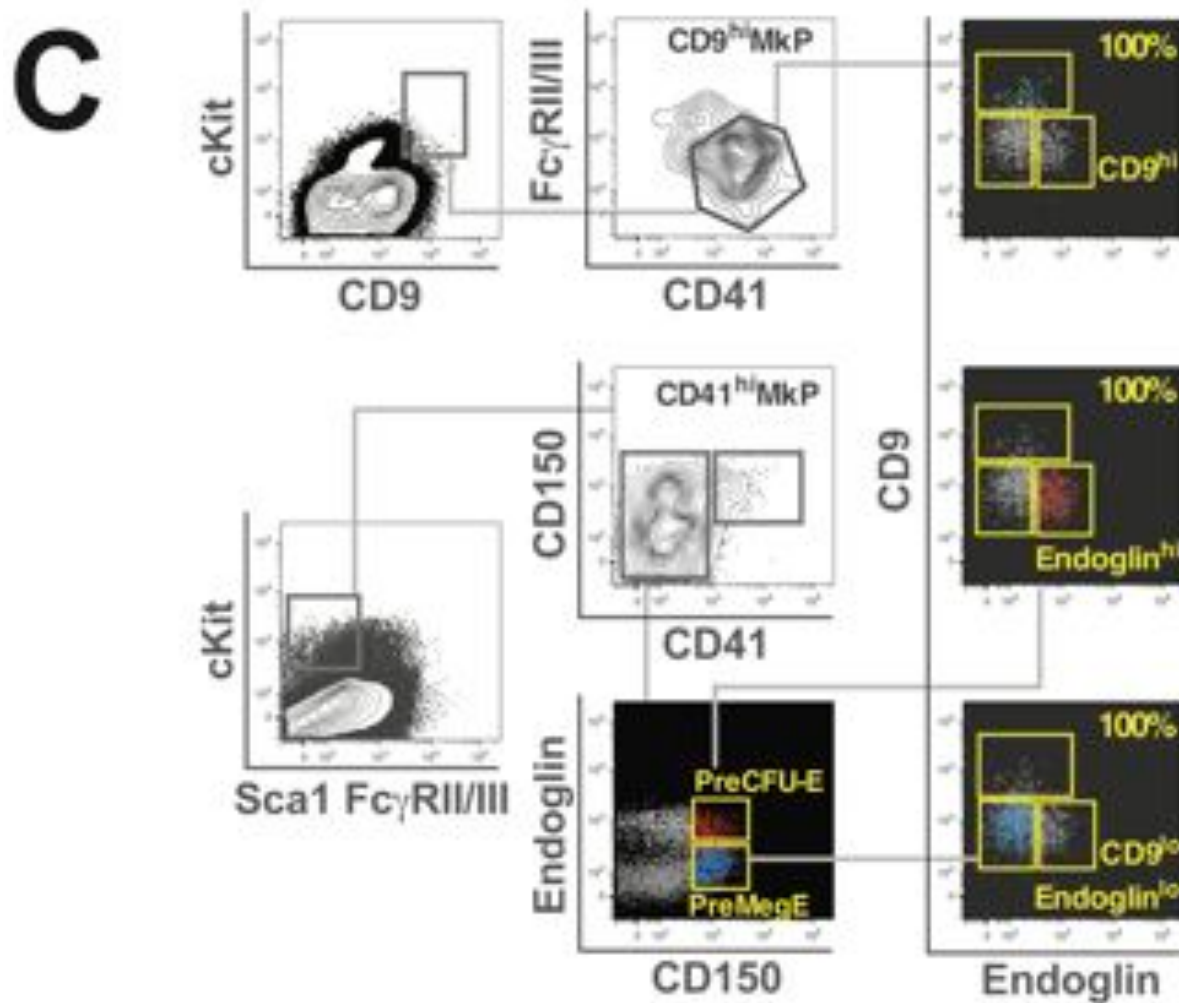 C
cKit
CD9
FcγRII/III
CD9hiMkP
CD41
100%
CD9hi
cKit
Sca1 FcγRII/III
CD150
CD41hiMkP
CD41
CD9
100%
Endoglinhi
Endoglin
PreCFU-E
PreMegE
CD150
100%
CD9lo
Endoglinlo
Endoglin